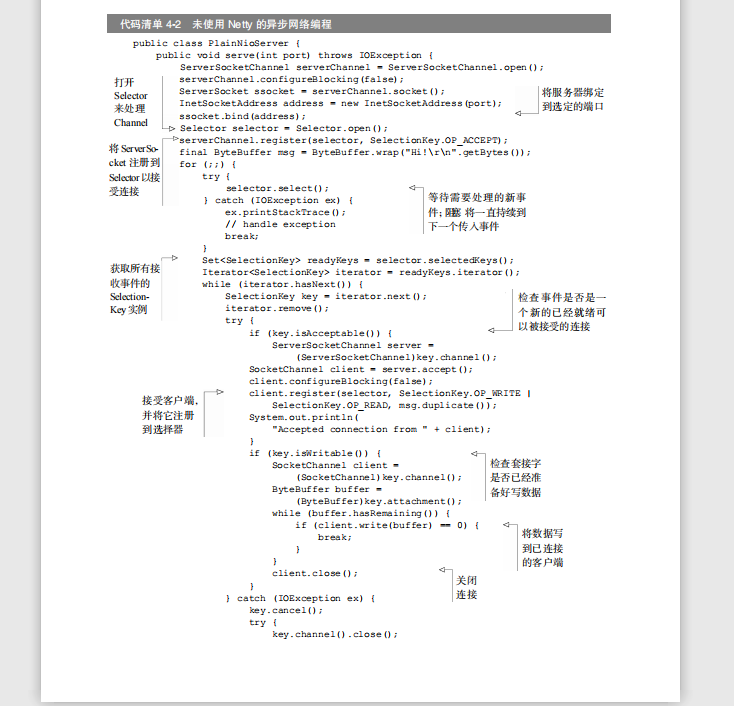 代码清单 4-2 未使用 Netty 的异步网络编程
public class PlainNioServer {
public void serve(int port) throws IOException {
ServerSocketChannel serverChannel = ServerSocketChannel.open();
serverChannel.configureBlocking(false);
ServerSocket ssocket = serverChannel.socket();
InetSocketAddress address = new InetSocketAddress(port);
ssocket.bind(address);
Selector selector = Selector.open();
serverChannel.register(selector, SelectionKey.OP_ACCEPT);
final ByteBuffer msg = ByteBuffer.wrap("Hi!\r\n".getBytes());
for (;;) {
try {
selector.select();
} catch (IOException ex) {
ex.printStackTrace();
// handle exception
break;
}
Set<SelectionKey> readyKeys = selector.selectedKeys();
Iterator<SelectionKey> iterator = readyKeys.iterator();
while (iterator.hasNext()) {
SelectionKey key = iterator.next();
iterator.remove();
try {
if (key.isAcceptable()) {
ServerSocketChannel server =
(ServerSocketChannel)key.channel();
SocketChannel client = server.accept();
client.configureBlocking(false);
client.register(selector, SelectionKey.OP_WRITE |
SelectionKey.OP_READ, msg.duplicate());
System.out.println(
"Accepted connection from " + client);
}
if (key.isWritable()) {
SocketChannel client =
(SocketChannel)key.channel();
ByteBuffer buffer =
(ByteBuffer)key.attachment();
while (buffer.hasRemaining()) {
if (client.write(buffer) == 0) {
break;
}
}
client.close();
}
} catch (IOException ex) {
key.cancel();
try {
key.channel().close();
打开
Selector
来处理
Channel
将服务器绑定
到选定的端口
将 ServerSo-
cket 注册到
Selector 以接
受连接
等待需要处理的新事
件；阻塞 将一直持续到
下一个传入事件
获取所有接
收事件的
Selection-
Key 实例
检查事件是否是一
个新的已经就绪可
以被接受的连接
接受客户端，
并将它注册
到选择器
检查套接字
是否已经准
备好写数据
将数据写
到已连接
的客户端
关闭
连接